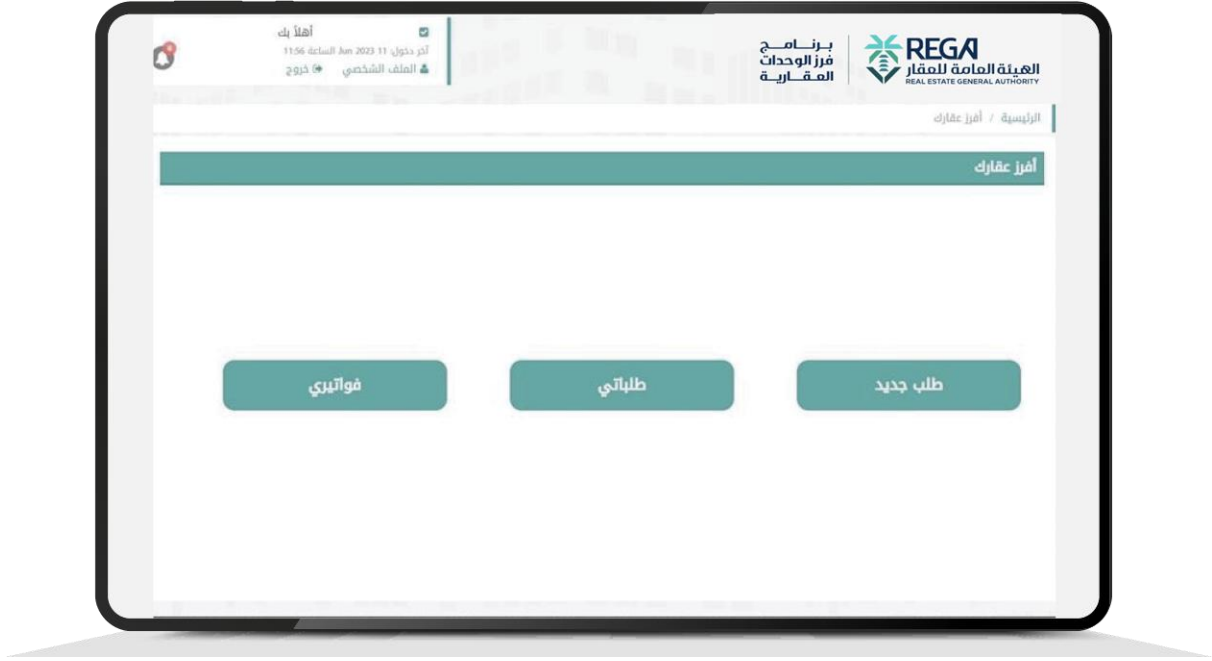 REGA
الهيئة العامة للعقار
REAL ESTATE GENERAL AUTHORITY
برنامج
فرز الوحدات
العقارية
أهلاً بك
آخر دخول: 11 Jun 2023 الساعة 11:56
الملف الشخصي خروج
الرئيسية / أفرز عقارك
أفرز عقارك
طلب جديد
طلباتي
فواتيري